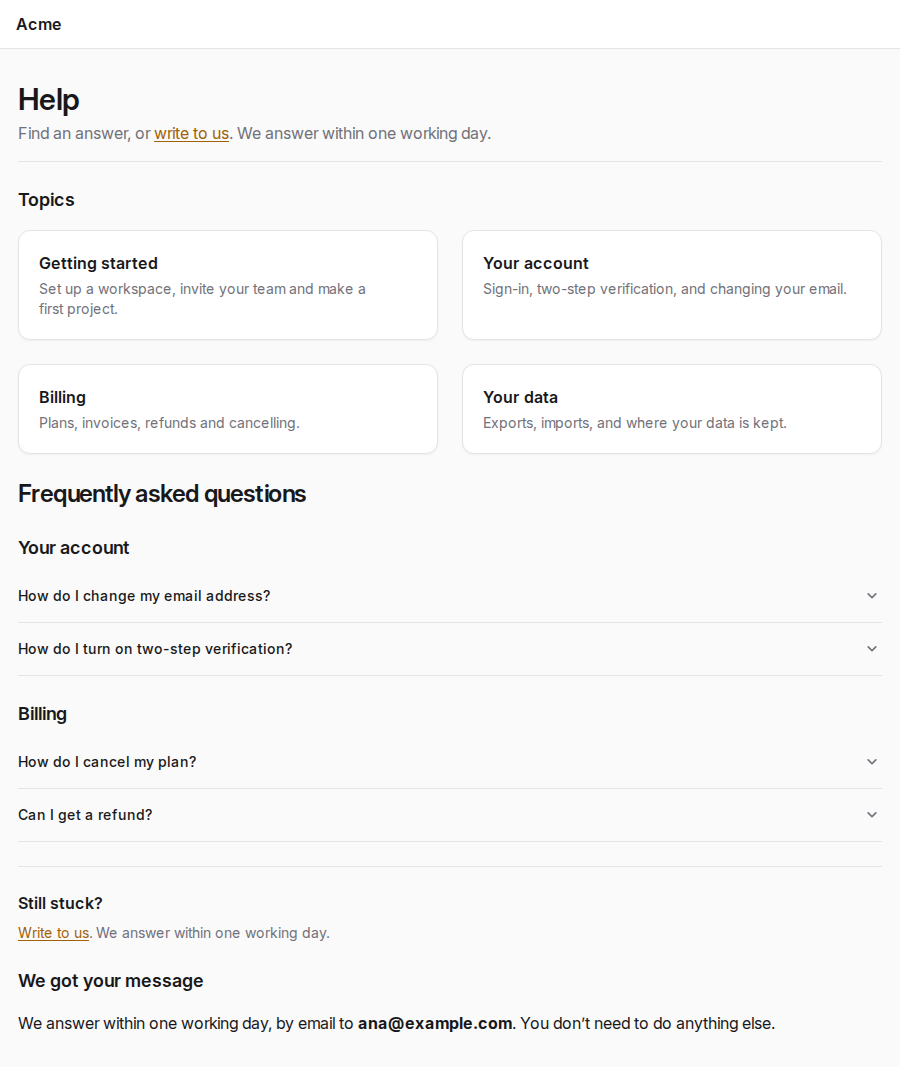 Acme
Help
Find an answer, or write to us. We answer within one working day.
Topics
Getting started
Set up a workspace, invite your team and make a
first project.
Your account
Sign-in, two-step verification, and changing your email.
Billing
Plans, invoices, refunds and cancelling.
Your data
Exports, imports, and where your data is kept.
Frequently asked questions
Your account
How do I change my email address?
How do I turn on two-step verification?
Billing
How do I cancel my plan?
Can I get a refund?
Still stuck?
Write to us. We answer within one working day.
We got your message
We answer within one working day, by email to ana@example.com. You don’t need to do anything else.